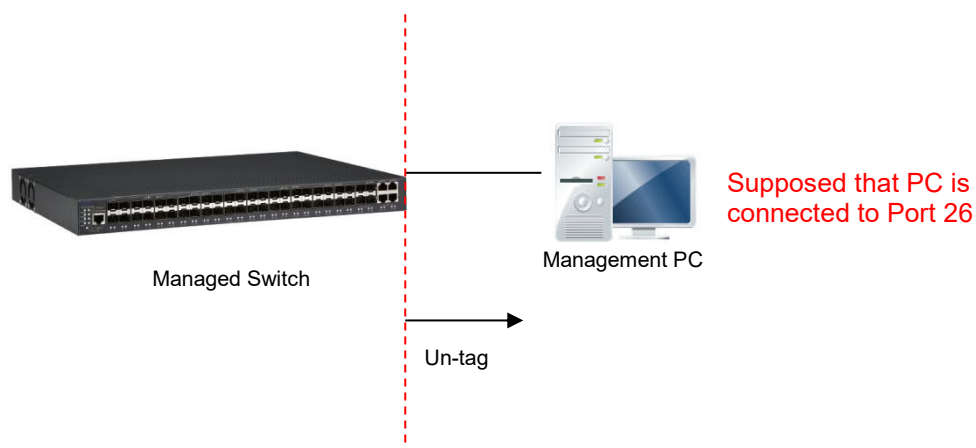 Supposed that PC is
connected to Port 26
Management PC
Managed Switch
Un-tag